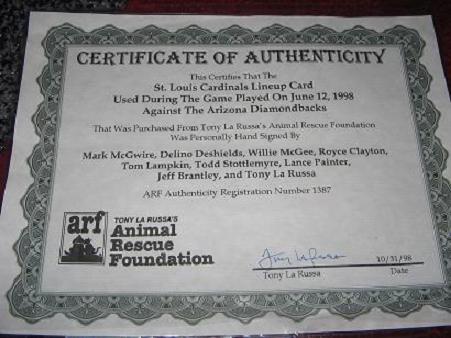 CERTIFICATE OF AUTHENTICITY
This Certifies That The
St. Louis Cardinals Lineup Card
Used During The Game Played On June 12, 1998
Against The Arizona Diamondbacks
That Was Purchased From Tony La Russa's Animal Rescue Foundation
Was Personally Hand Signed By
Mark McGwire, Delino Deshields, Willie McGee, Royce Clayton,
Tom Lampkin, Todd Stottlemyre, Lance Painter,
Jeff Brantley, and Tony La Russa
ARF Authenticity Registration Number 1387
arf
TONY LA RUSSA'S
Animal
Rescue
Foundation
Tony La Russa
10/31/98
Tony La Russa
Date